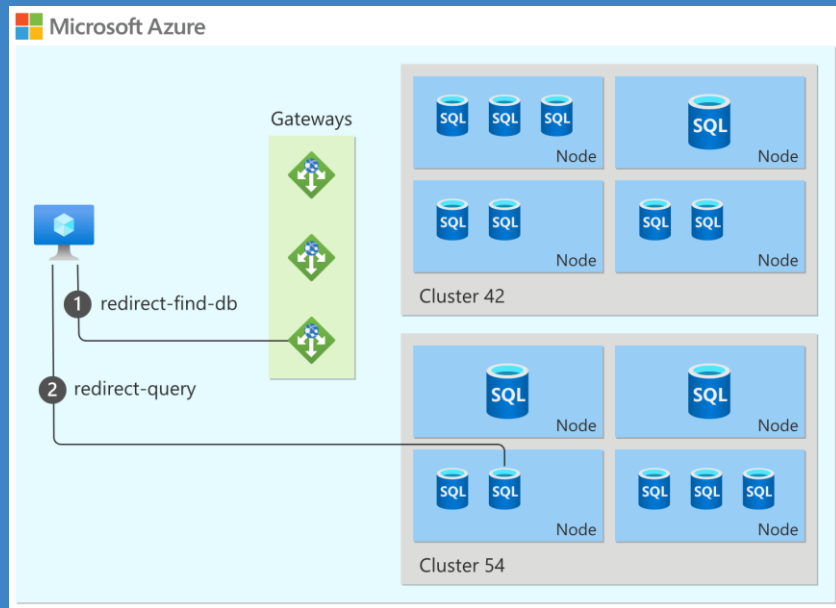 Microsoft Azure
Gateways
SQL SQL SQL
Node
SQL
Node
SQL SQL
Node
SQL SQL
Node
Cluster 42
1 redirect-find-db
2 redirect-query
SQL
Node
SQL
Node
SQL SQL
Node
SQL SQL SQL
Node
Cluster 54